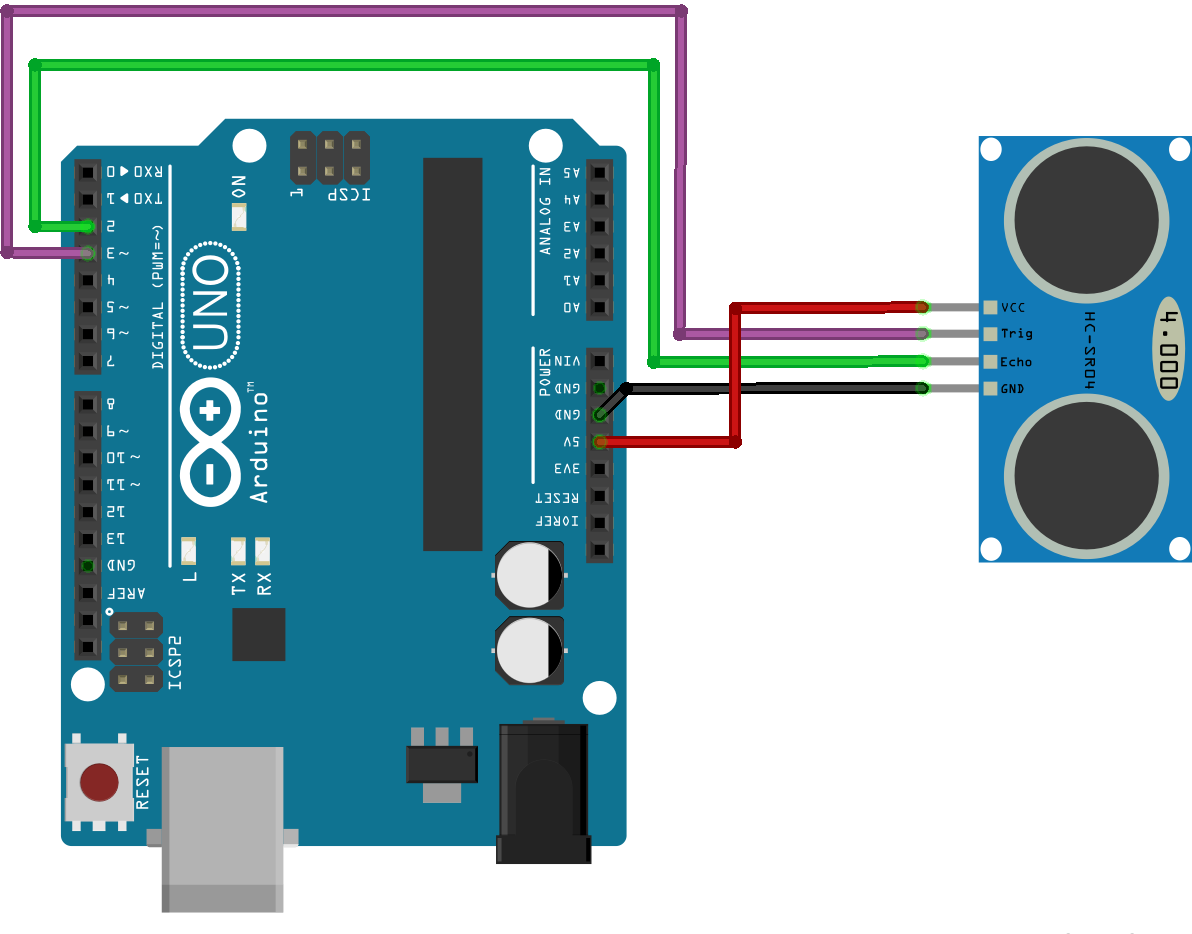 ON
1
ICSP
RXD ◀ 0
TXD ▶ 1
2
~ 3
4
~ 5
~ 6
7
DIGITAL (PWM=~)
UNO
8
~ 9
~ 10
~ 11
12
13
GND
AREF
Arduino™
L
TX
RX
ICSP2
RESET
ANALOG IN
A5
A4
A3
A2
A1
A0
POWER
VIN
GND
GND
5V
3V3
RESET
IOREF
VCC
Trig
Echo
GND
HC-SR04
4.000